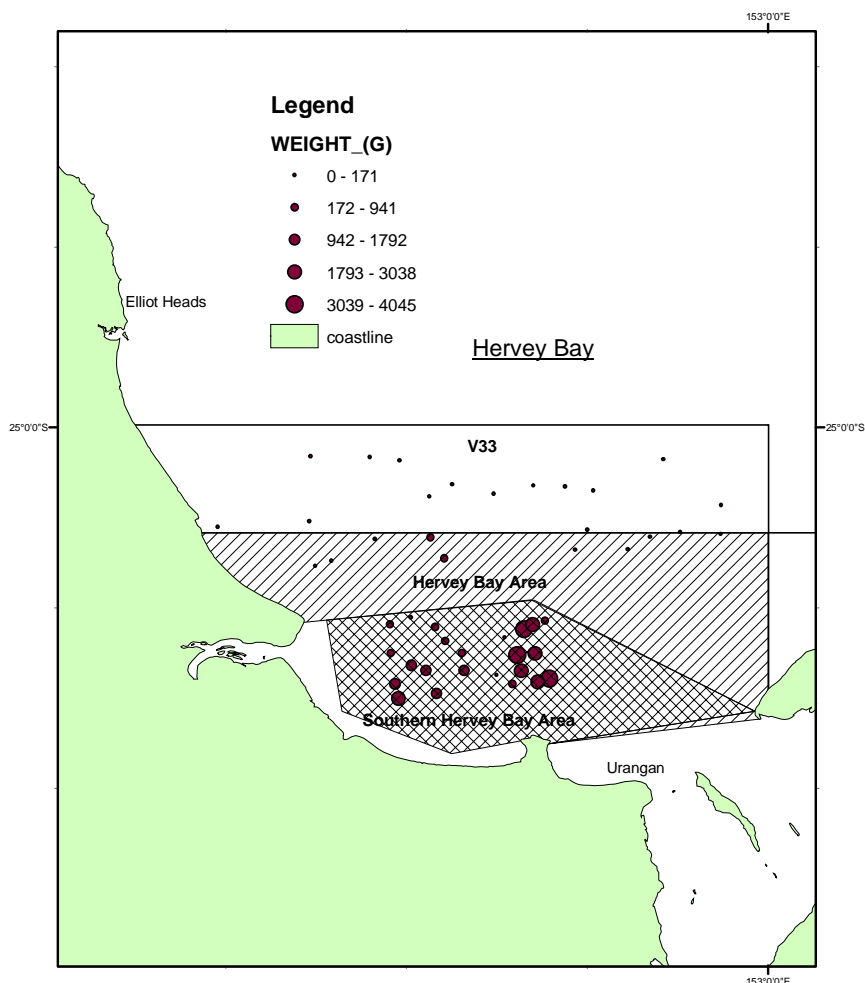 153°0'0"E
Legend
WEIGHT_(G)
0 - 171
172 - 941
942 - 1792
1793 - 3038
3039 - 4045
coastline
Elliot Heads
Hervey Bay
25°0'0"S
25°0'0"S
V33
Hervey Bay Area
Southern Hervey Bay Area
Urangan
153°0'0"E